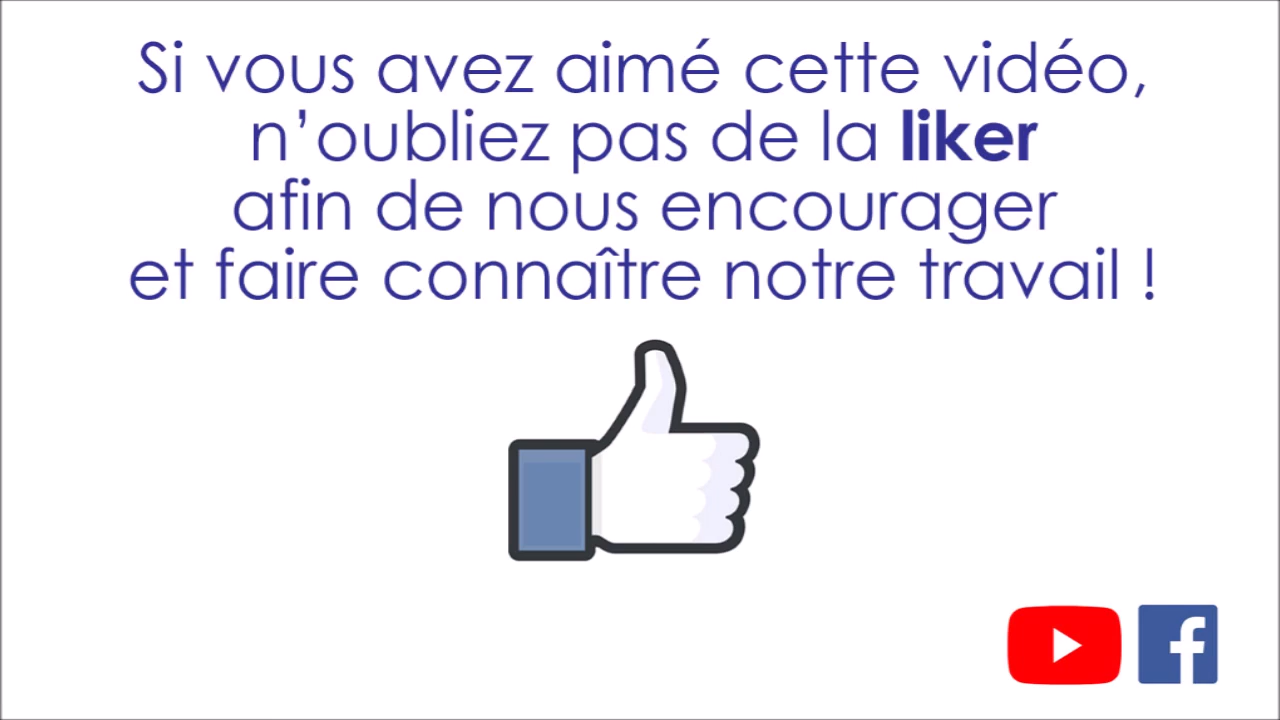 Si vous avez aimé cette vidéo,
n’oubliez pas de la liker
afin de nous encourager
et faire connaître notre travail !